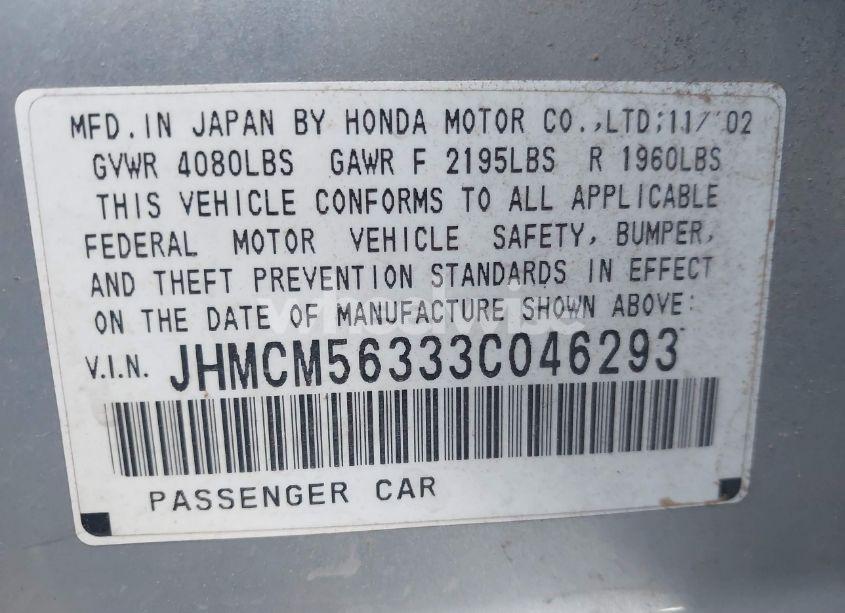 MFD.IN JAPAN BY HONDA MOTOR CO.,LTD;11/'02
GVWR 4080LBS GAWR F 2195LBS R 1960LBS
THIS VEHICLE CONFORMS TO ALL APPLICABLE
FEDERAL MOTOR VEHICLE SAFETY, BUMPER,
AND THEFT PREVENTION STANDARDS IN EFFECT
ON THE DATE OF MANUFACTURE SHOWN ABOVE:
V.I.N. JHMCM56333C046293
PASSENGER CAR